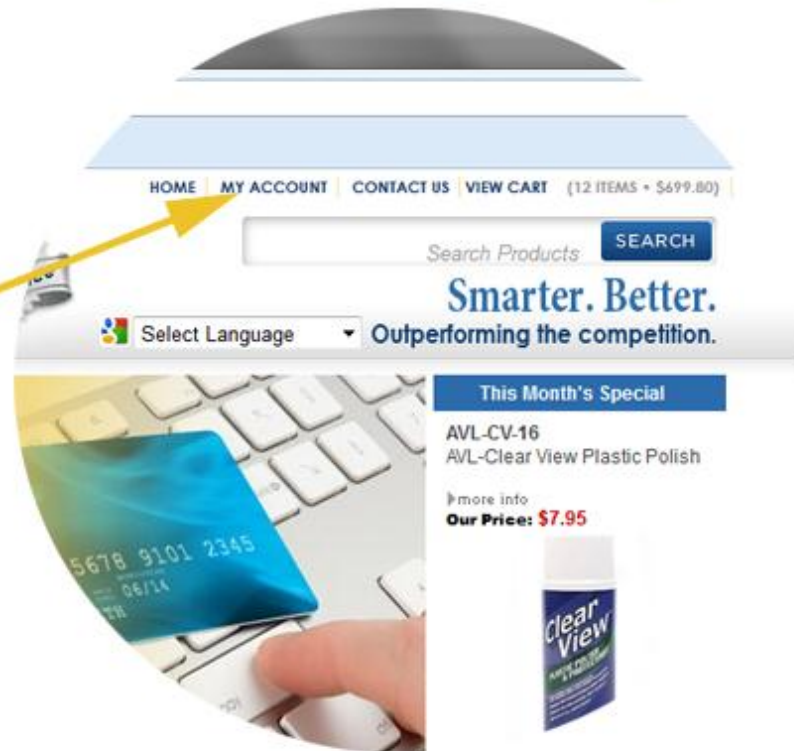 HOME MY ACCOUNT CONTACT US VIEW CART (12 ITEMS • $699.80)
Search Products SEARCH
Smarter. Better.
Select Language
Outperforming the competition.
This Month's Special
AVL-CV-16
AVL-Clear View Plastic Polish
more info
Our Price: $7.95
5678 9101 2345
06/14
TH
Clear
View